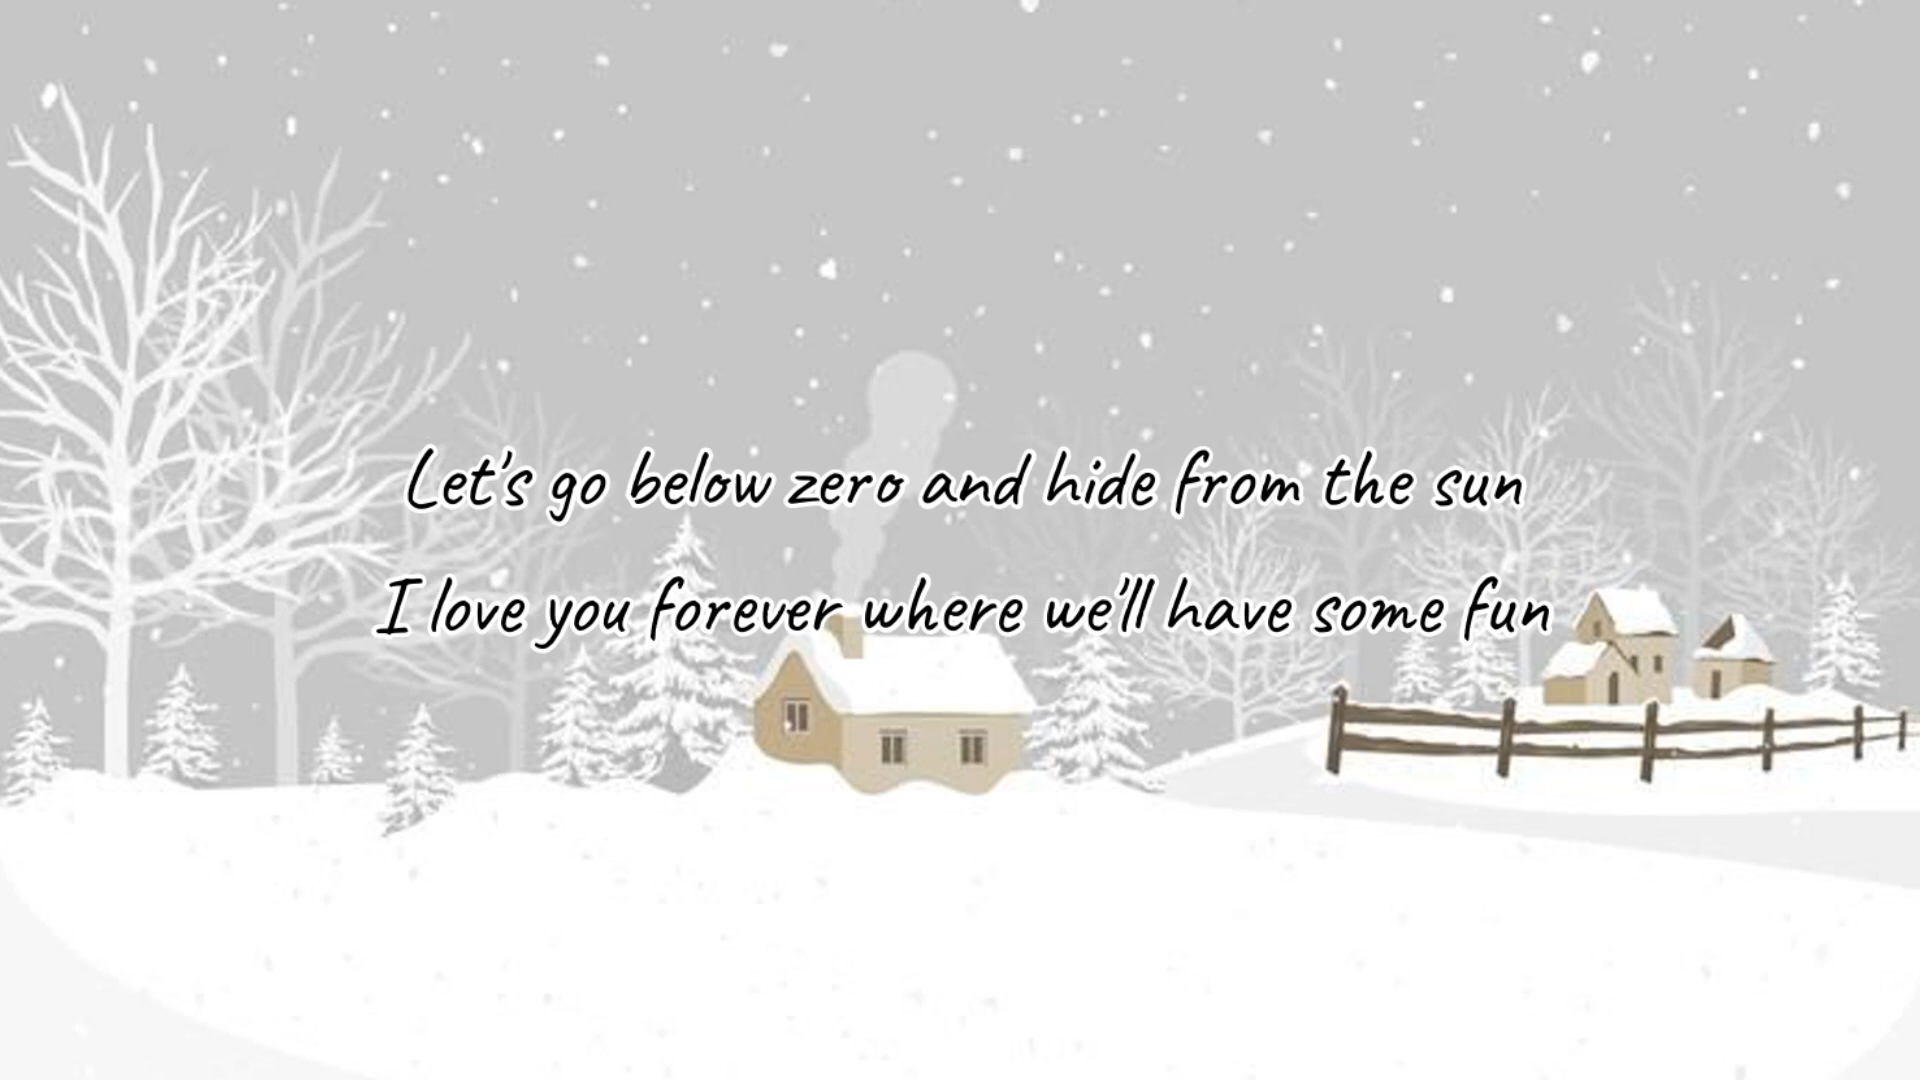 Let's go below zero and hide from the sun
I love you forever where we'll have some fun